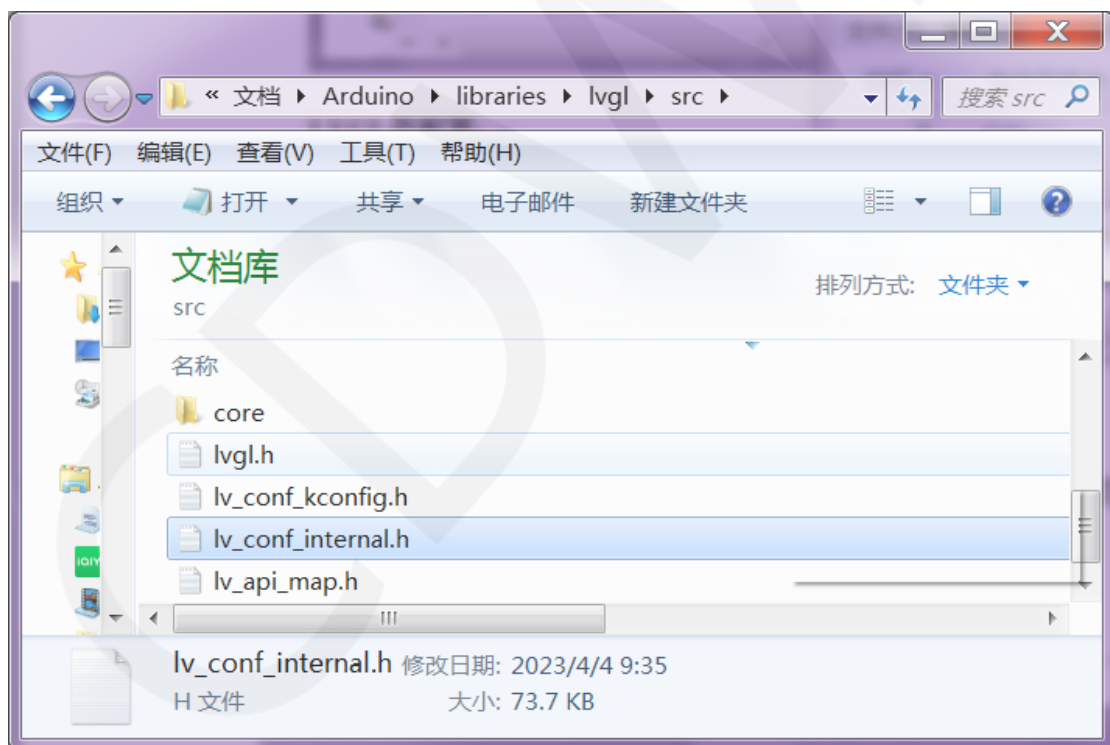 « 文档 ▸ Arduino ▸ libraries ▸ lvgl ▸ src ▸ 搜索 src
文件(F) 编辑(E) 查看(V) 工具(T) 帮助(H)
组织 打开 共享 电子邮件 新建文件夹
文档库
src
排列方式: 文件夹
名称
core
lvgl.h
lv_conf_kconfig.h
lv_conf_internal.h
lv_api_map.h
lv_conf_internal.h 修改日期: 2023/4/4 9:35
H 文件 大小: 73.7 KB